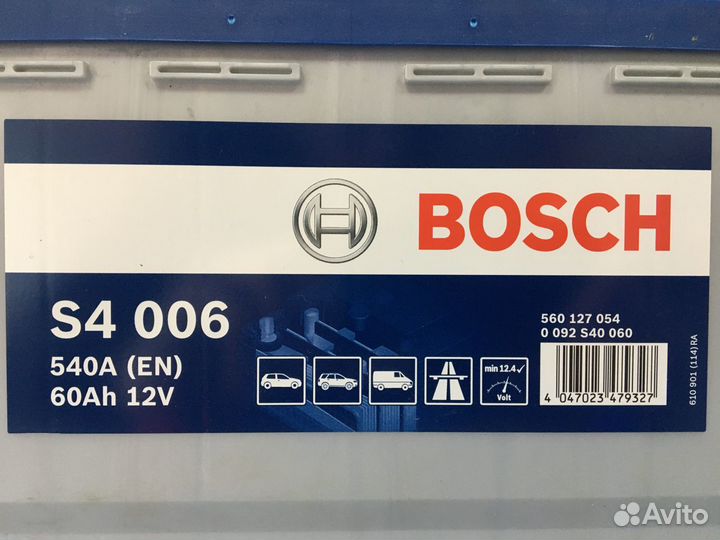 BOSCH
S4 006
540A (EN)
60Ah 12V
min 12.4✓
Volt
560 127 054
0 092 S40 060
4 047023 479327
610 901 (114)RA
Avito